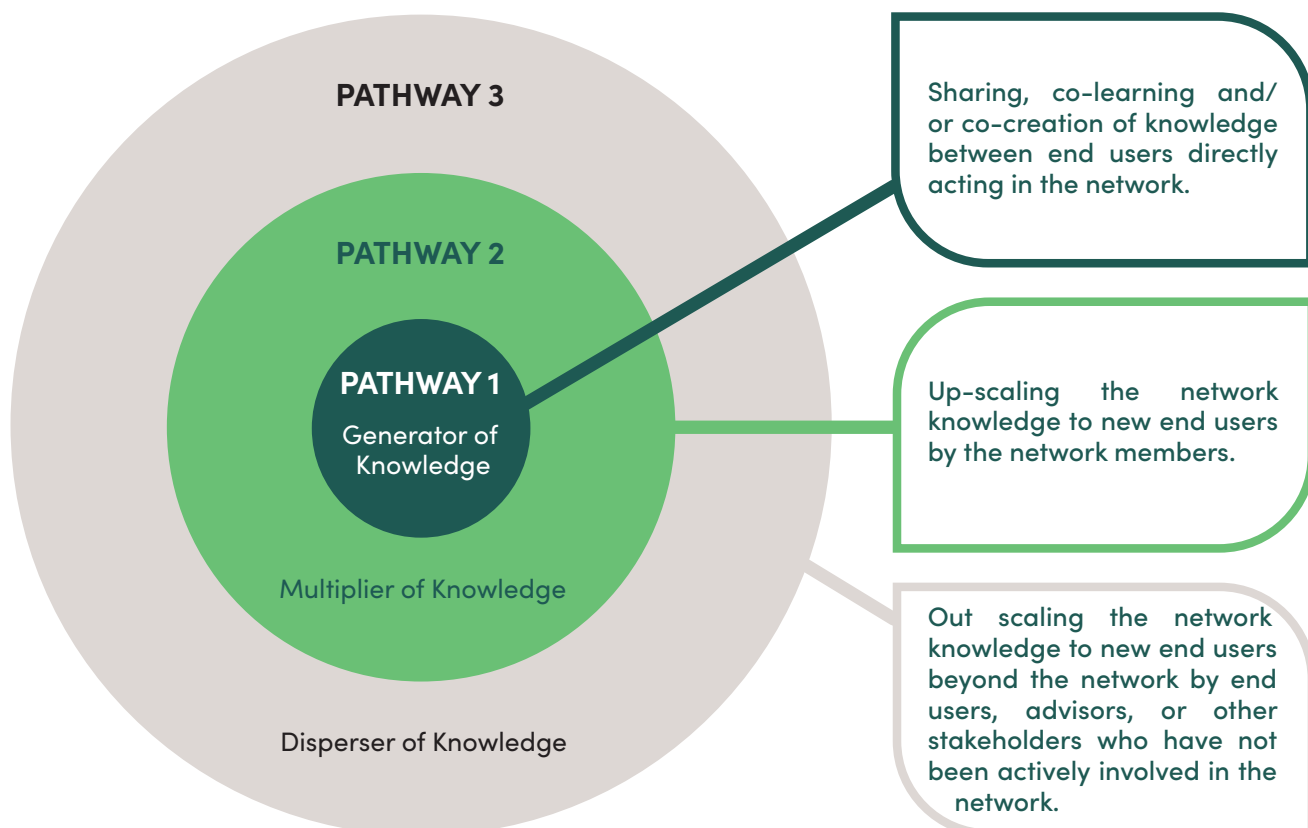 PATHWAY 3
PATHWAY 2
PATHWAY 1
Generator of
Knowledge
Multiplier of Knowledge
Disperser of Knowledge
Sharing, co-learning and/
or co-creation of knowledge
between end users directly
acting in the network.
Up-scaling the network
knowledge to new end users
by the network members.
Out scaling the network
knowledge to new end users
beyond the network by end
users, advisors, or other
stakeholders who have not
been actively involved in the
network.